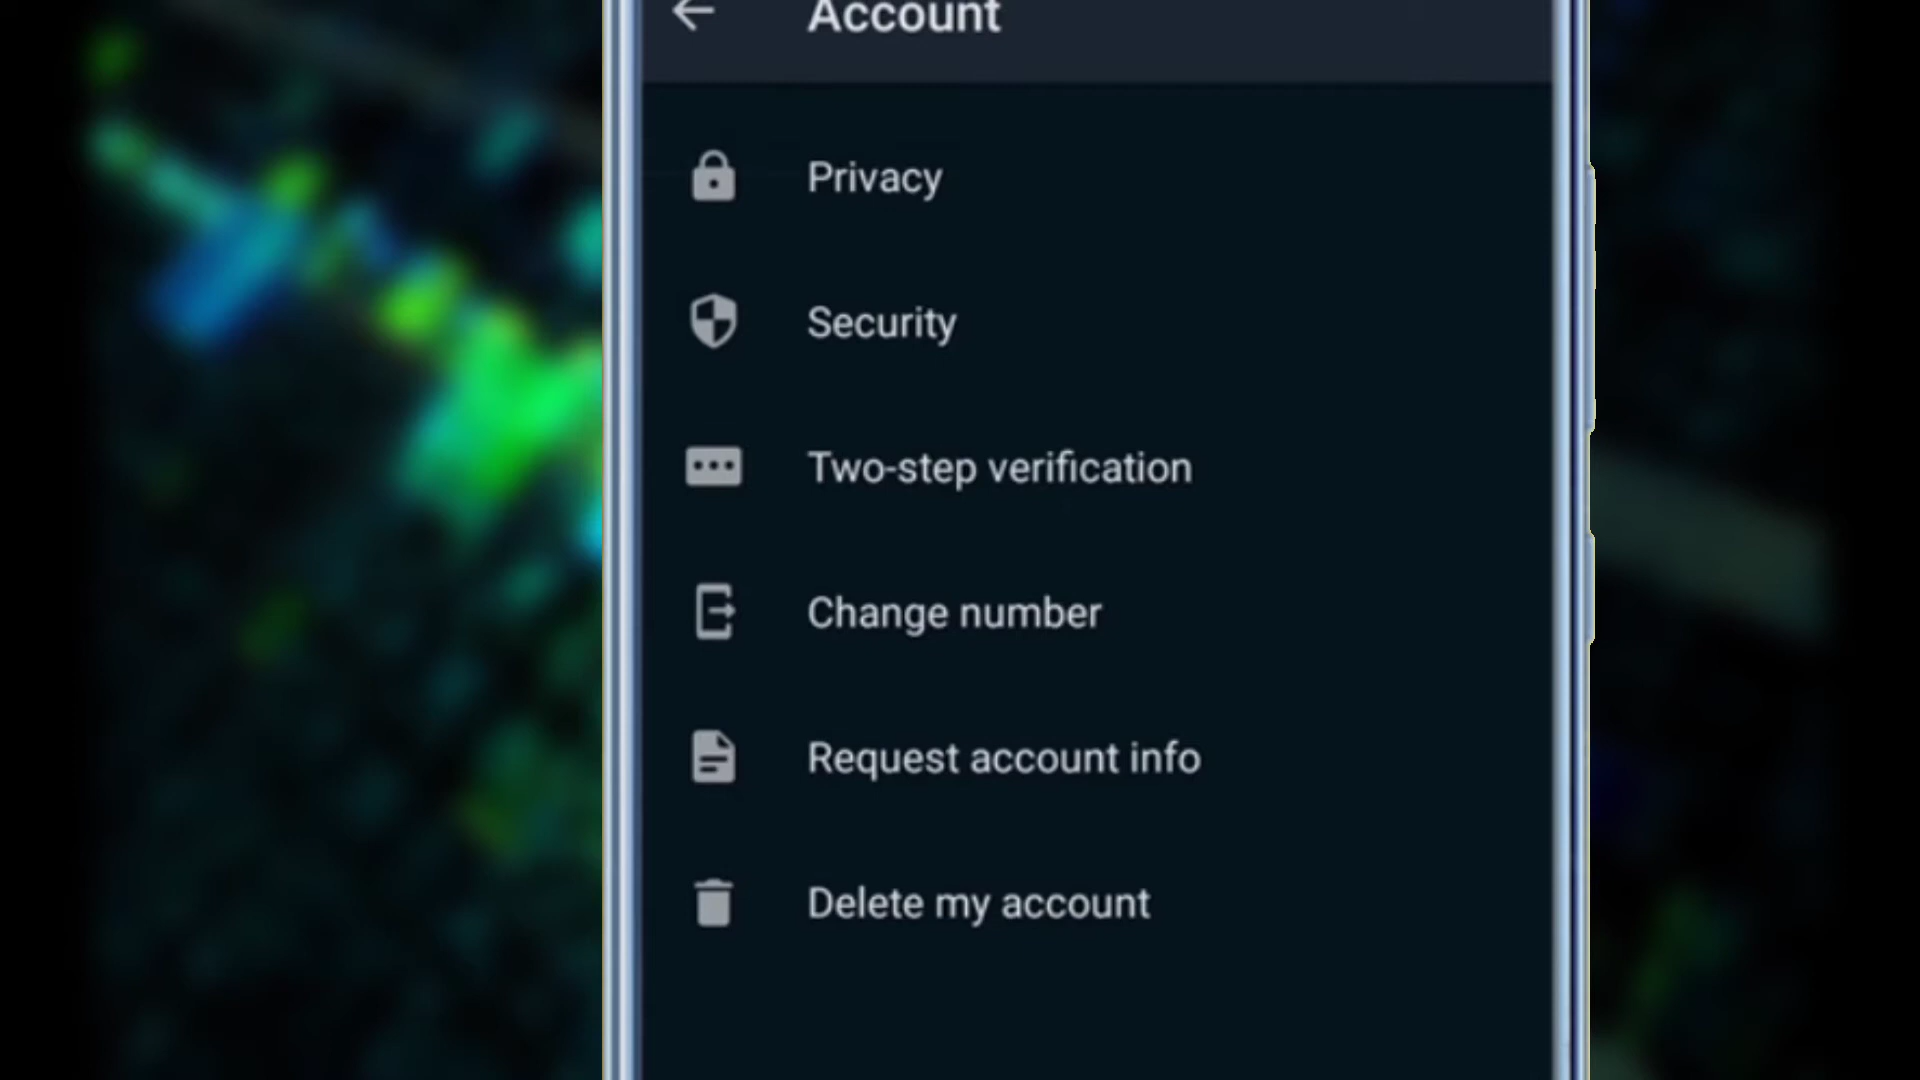 Account
Privacy
Security
Two-step verification
Change number
Request account info
Delete my account